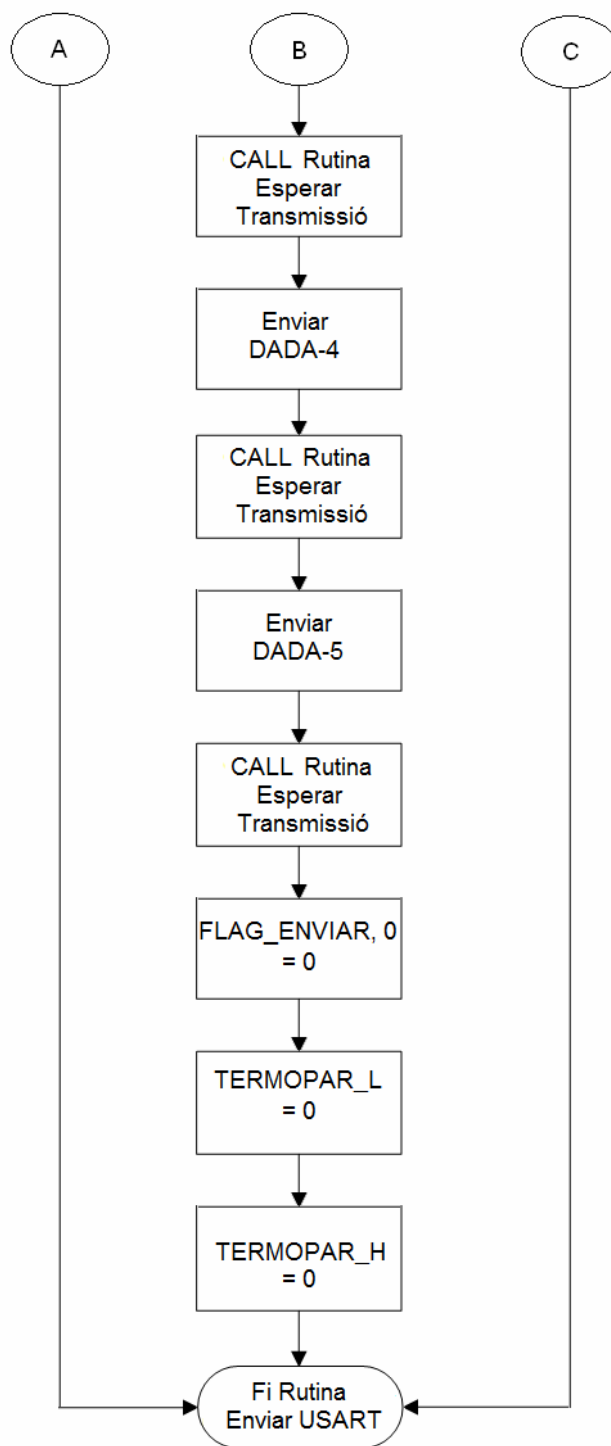 A
B
C
CALL Rutina
Esperar
Transmissió
Enviar
DADA-4
CALL Rutina
Esperar
Transmissió
Enviar
DADA-5
CALL Rutina
Esperar
Transmissió
FLAG_ENVIAR, 0
= 0
TERMOPAR_L
= 0
TERMOPAR_H
= 0
Fi Rutina
Enviar USART